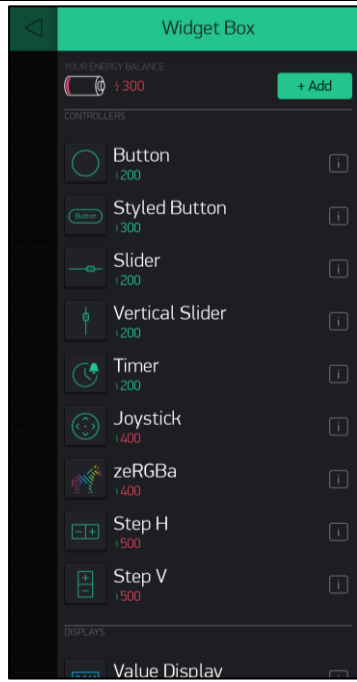 Widget Box
YOUR ENERGY BALANCE
300
+ Add
CONTROLLERS
Button
200
Button
Styled Button
300
Slider
200
Vertical Slider
200
Timer
200
Joystick
400
zeRGBa
400
Step H
500
Step V
500
DISPLAYS
Value Display